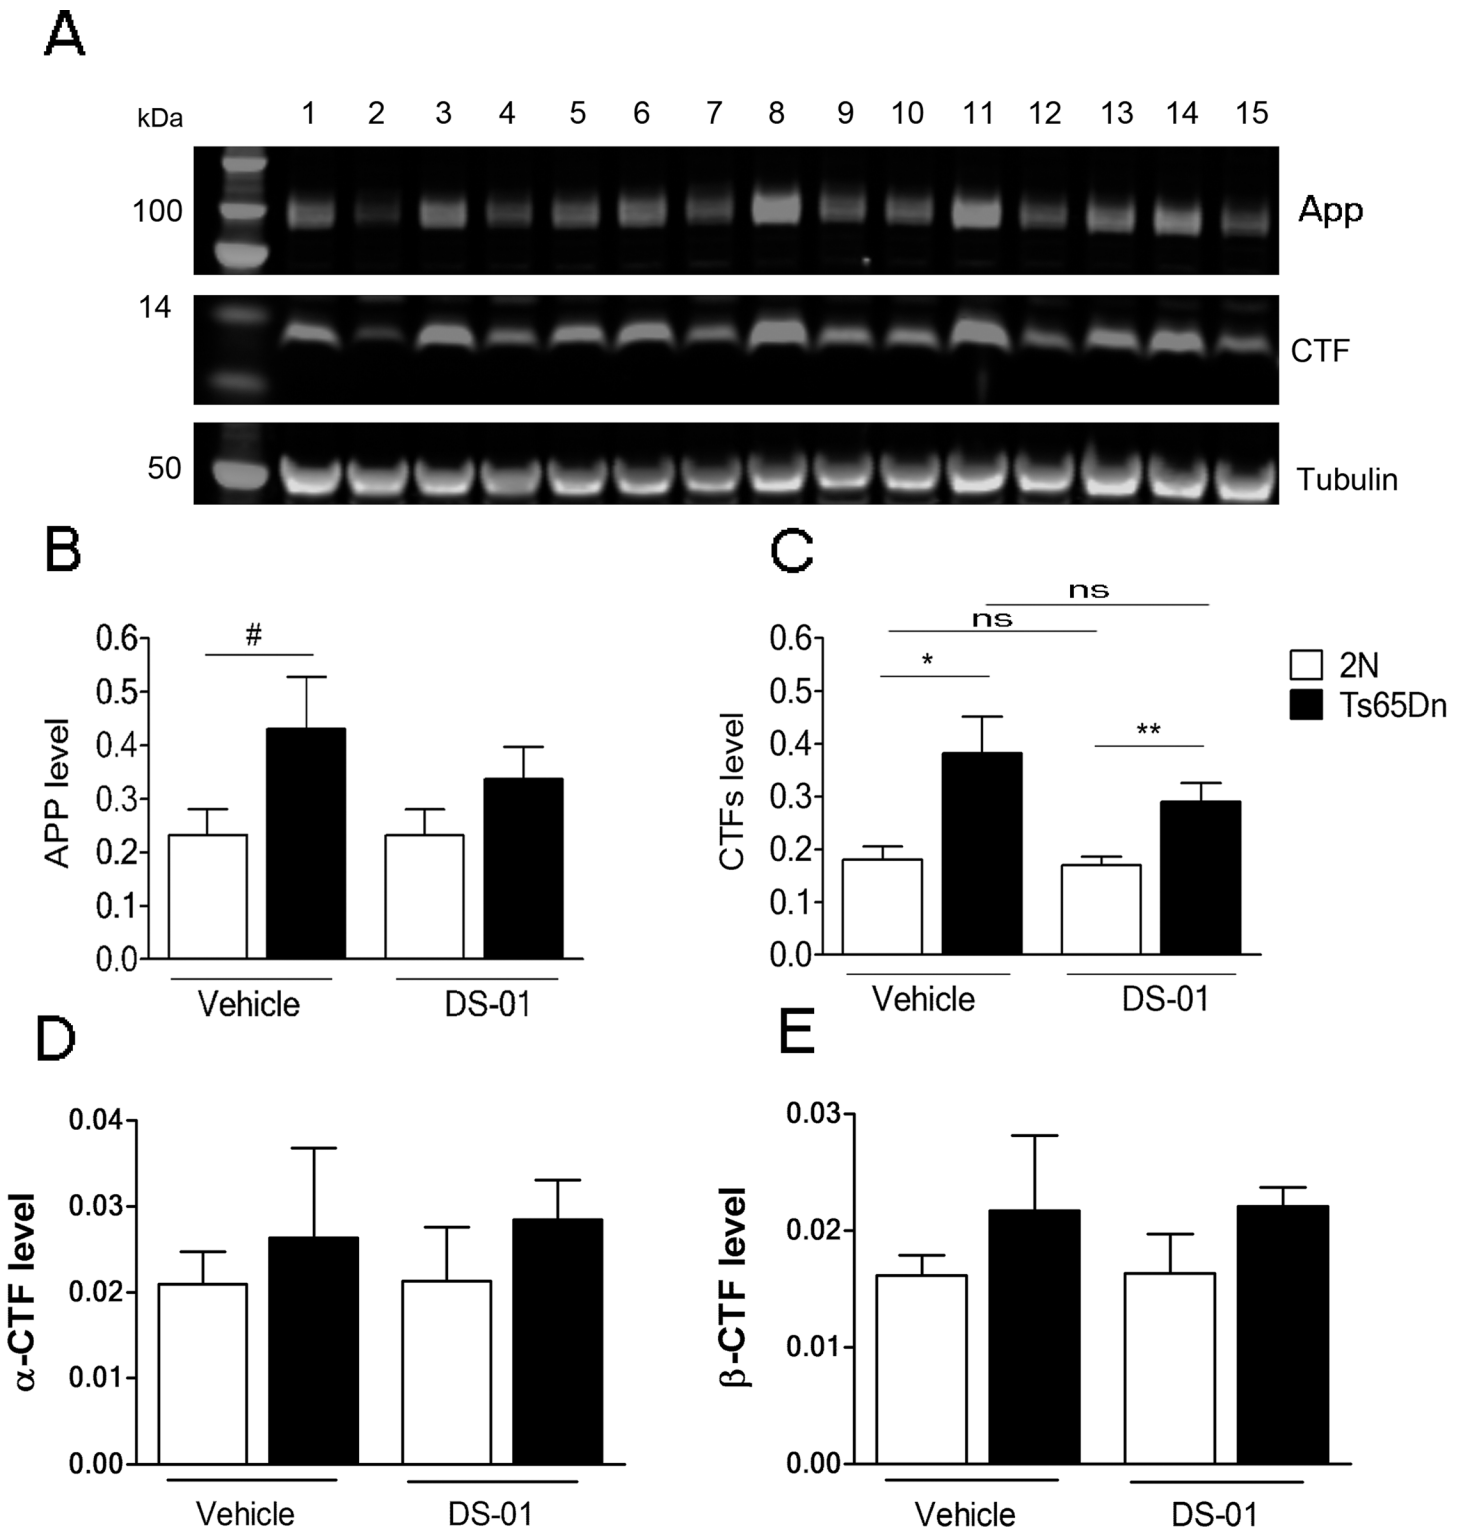 A
kDa 1 2 3 4 5 6 7 8 9 10 11 12 13 14 15
100 App
14 CTF
50 Tubulin
B
#
APP level
0.6
0.5
0.4
0.3
0.2
0.1
0.0
Vehicle DS-01
C
ns
ns
*
**
CTFs level
0.6
0.5
0.4
0.3
0.2
0.1
0.0
Vehicle DS-01
2N
Ts65Dn
D
α-CTF level
0.04
0.03
0.02
0.01
0.00
Vehicle DS-01
E
β-CTF level
0.03
0.02
0.01
0.00
Vehicle DS-01